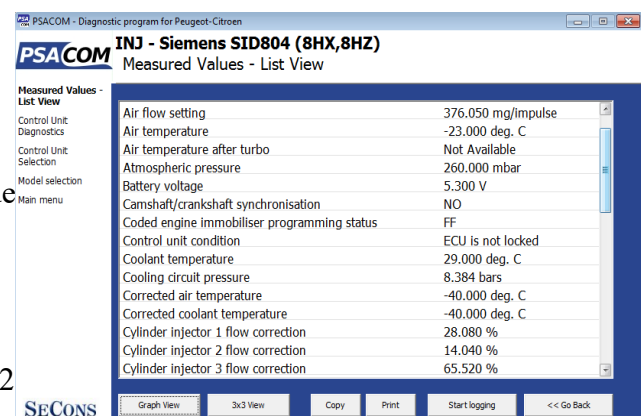 PSACOM - Diagnostic program for Peugeot-Citroen
PSACOM
INJ - Siemens SID804 (8HX,8HZ)
Measured Values - List View
Measured Values -
List View
Control Unit
Diagnostics
Control Unit
Selection
Model selection
Main menu
Air flow setting 376.050 mg/impulse
Air temperature -23.000 deg. C
Air temperature after turbo Not Available
Atmospheric pressure 260.000 mbar
Battery voltage 5.300 V
Camshaft/crankshaft synchronisation NO
Coded engine immobiliser programming status FF
Control unit condition ECU is not locked
Coolant temperature 29.000 deg. C
Cooling circuit pressure 8.384 bars
Corrected air temperature -40.000 deg. C
Corrected coolant temperature -40.000 deg. C
Cylinder injector 1 flow correction 28.080 %
Cylinder injector 2 flow correction 14.040 %
Cylinder injector 3 flow correction 65.520 %
2
SECONS
Graph View 3x3 View Copy Print Start logging << Go Back